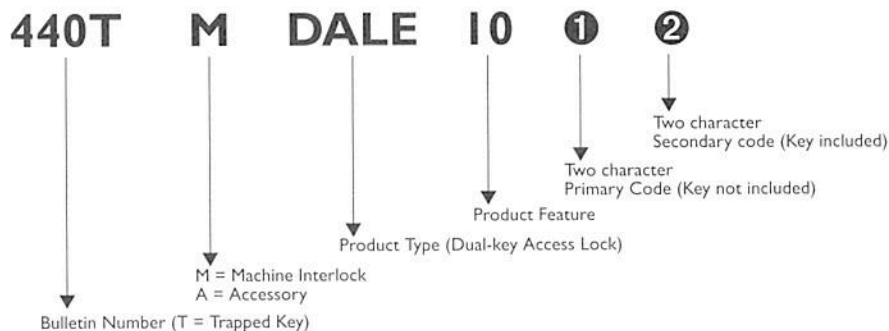 440T M DALE 10 ❶ ❷
Two character
Secondary code (Key included)
Two character
Primary Code (Key not included)
Product Feature
Product Type (Dual-key Access Lock)
M = Machine Interlock
A = Accessory
Bulletin Number (T = Trapped Key)